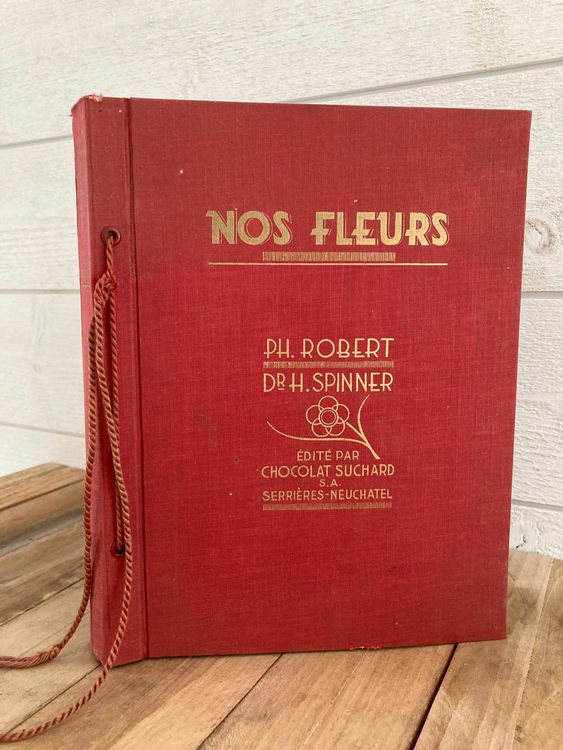 NOS FLEURS
PH. ROBERT
DR H. SPINNER
ÉDITÉ PAR
CHOCOLAT SUCHARD
S.A.
SERRIÈRES-NEUCHATEL